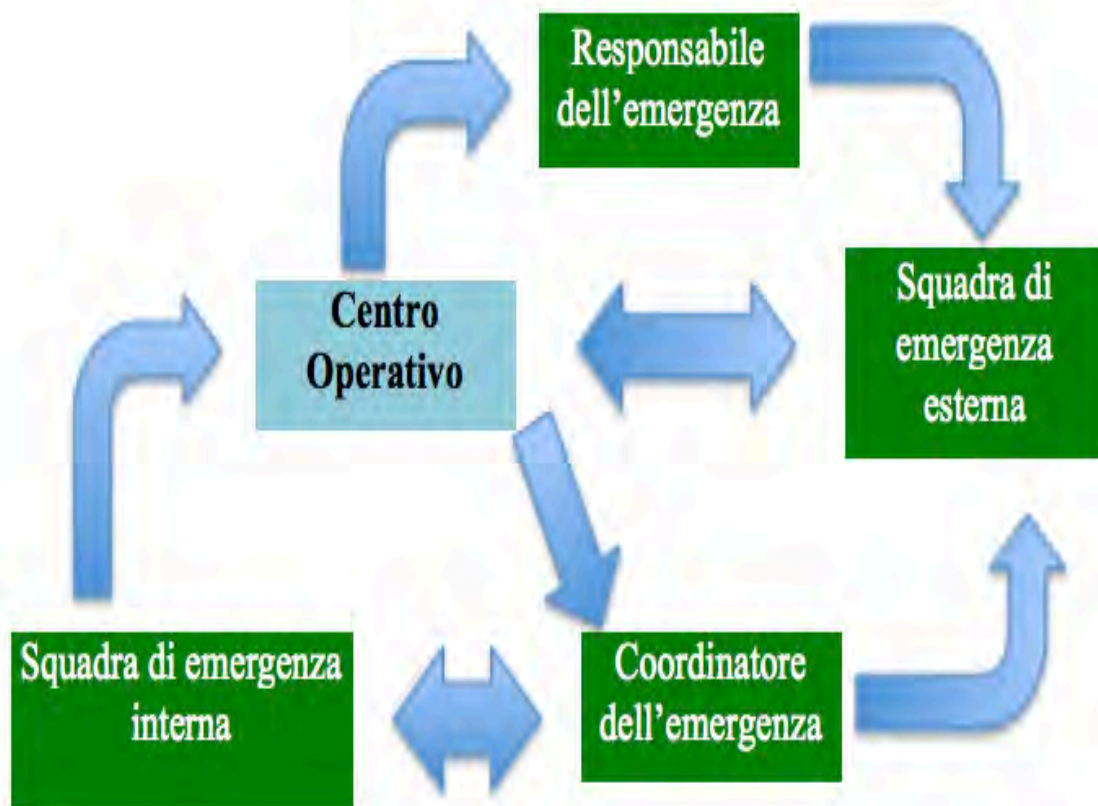 Responsabile
dell’emergenza
Centro
Operativo
Squadra di
emergenza
esterna
Squadra di emergenza
interna
Coordinatore
dell’emergenza